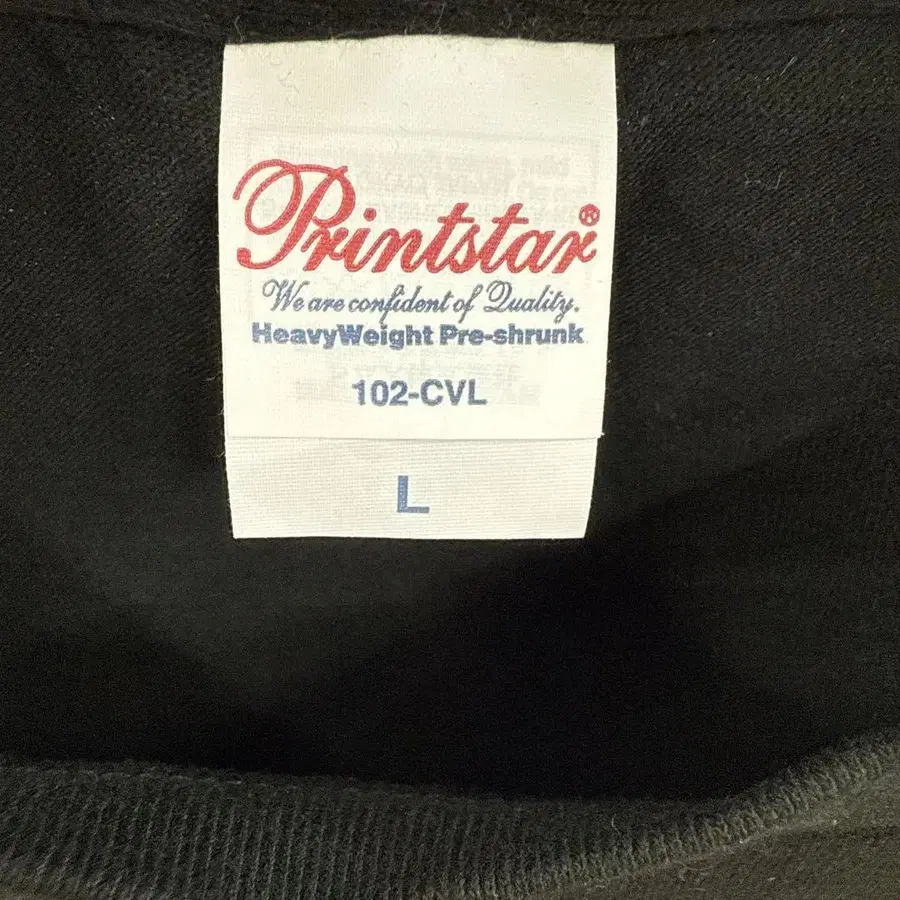 Printstar®
We are confident of Quality.
HeavyWeight Pre-shrunk
102-CVL
L